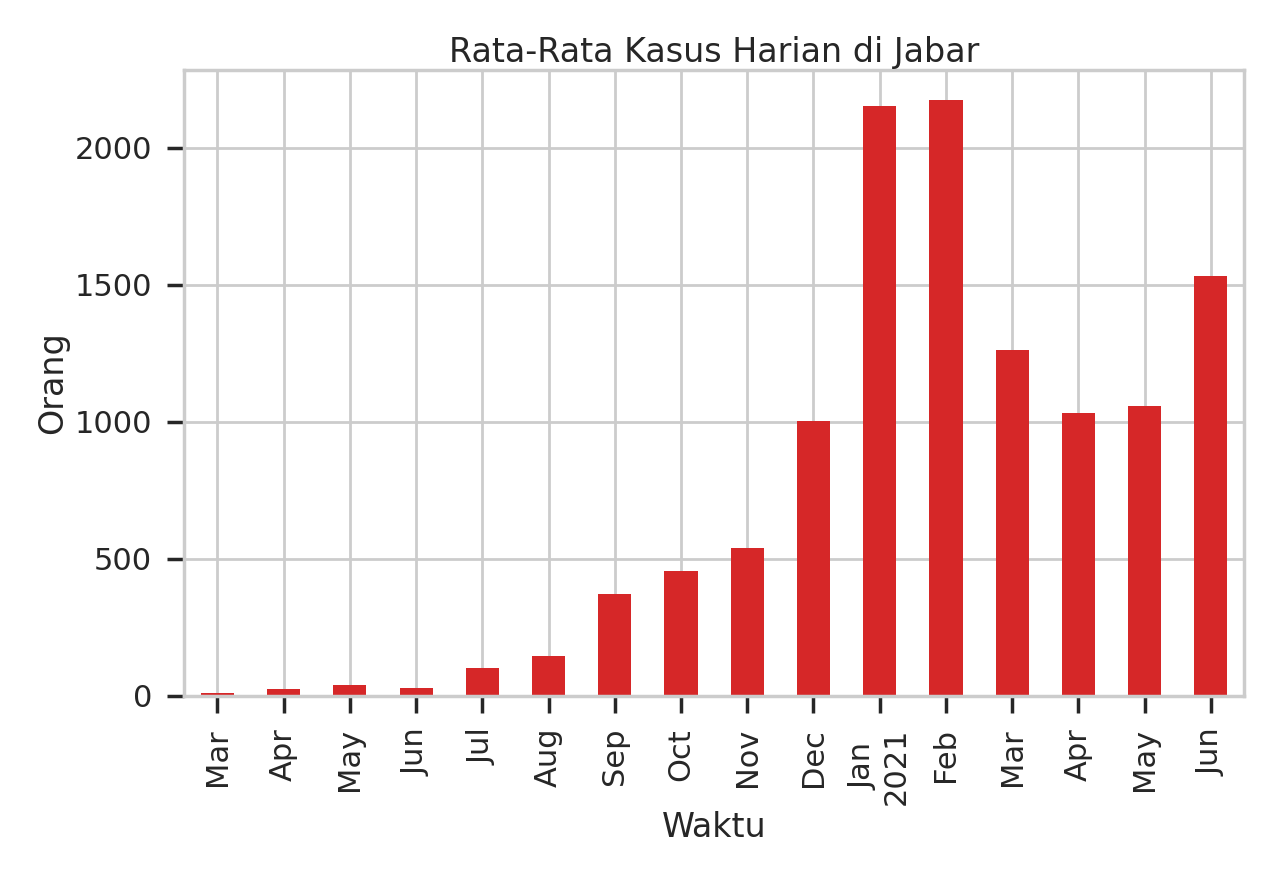 Rata-Rata Kasus Harian di Jabar
Orang
2000
1500
1000
500
0
Mar
Apr
May
Jun
Jul
Aug
Sep
Oct
Nov
Dec
Jan
2021
Feb
Mar
Apr
May
Jun
Waktu